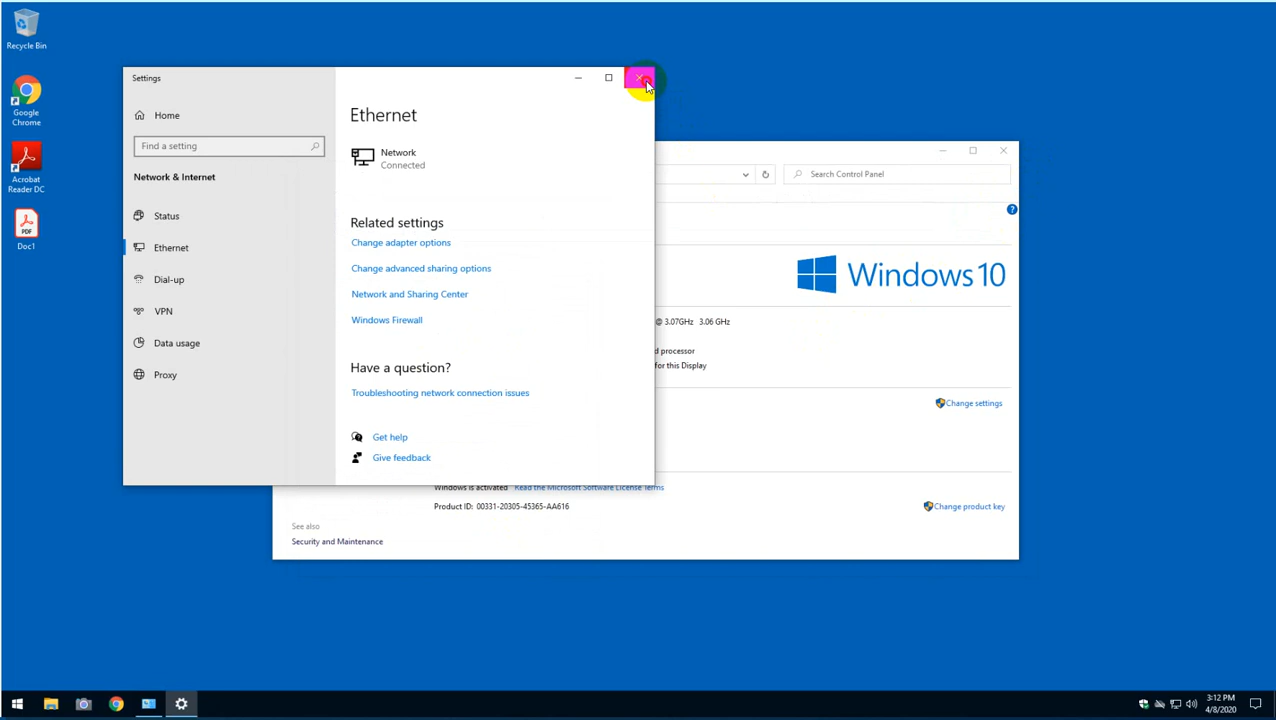 Recycle Bin
Google
Chrome
Acrobat
Reader DC
Doc1
Settings
Home
Find a setting
Network & Internet
Status
Ethernet
Dial-up
VPN
Data usage
Proxy
Ethernet
Network
Connected
Related settings
Change adapter options
Change advanced sharing options
Network and Sharing Center
Windows Firewall
Have a question?
Troubleshooting network connection issues
Get help
Give feedback
Search Control Panel
Windows 10
@ 3.07GHz 3.06 GHz
d processor
for this Display
Change settings
Windows is activated Read the Microsoft Software License Terms
Product ID: 00331-20305-45365-AA616
Change product key
See also
Security and Maintenance
3:12 PM
4/8/2020